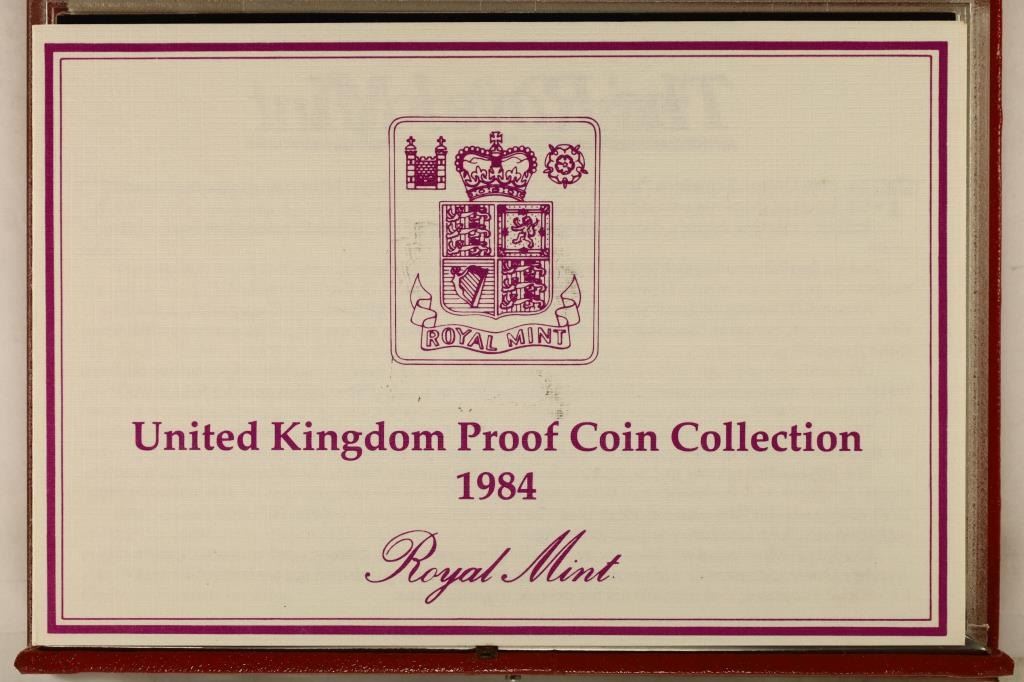 ROYAL MINT
United Kingdom Proof Coin Collection
1984
Royal Mint